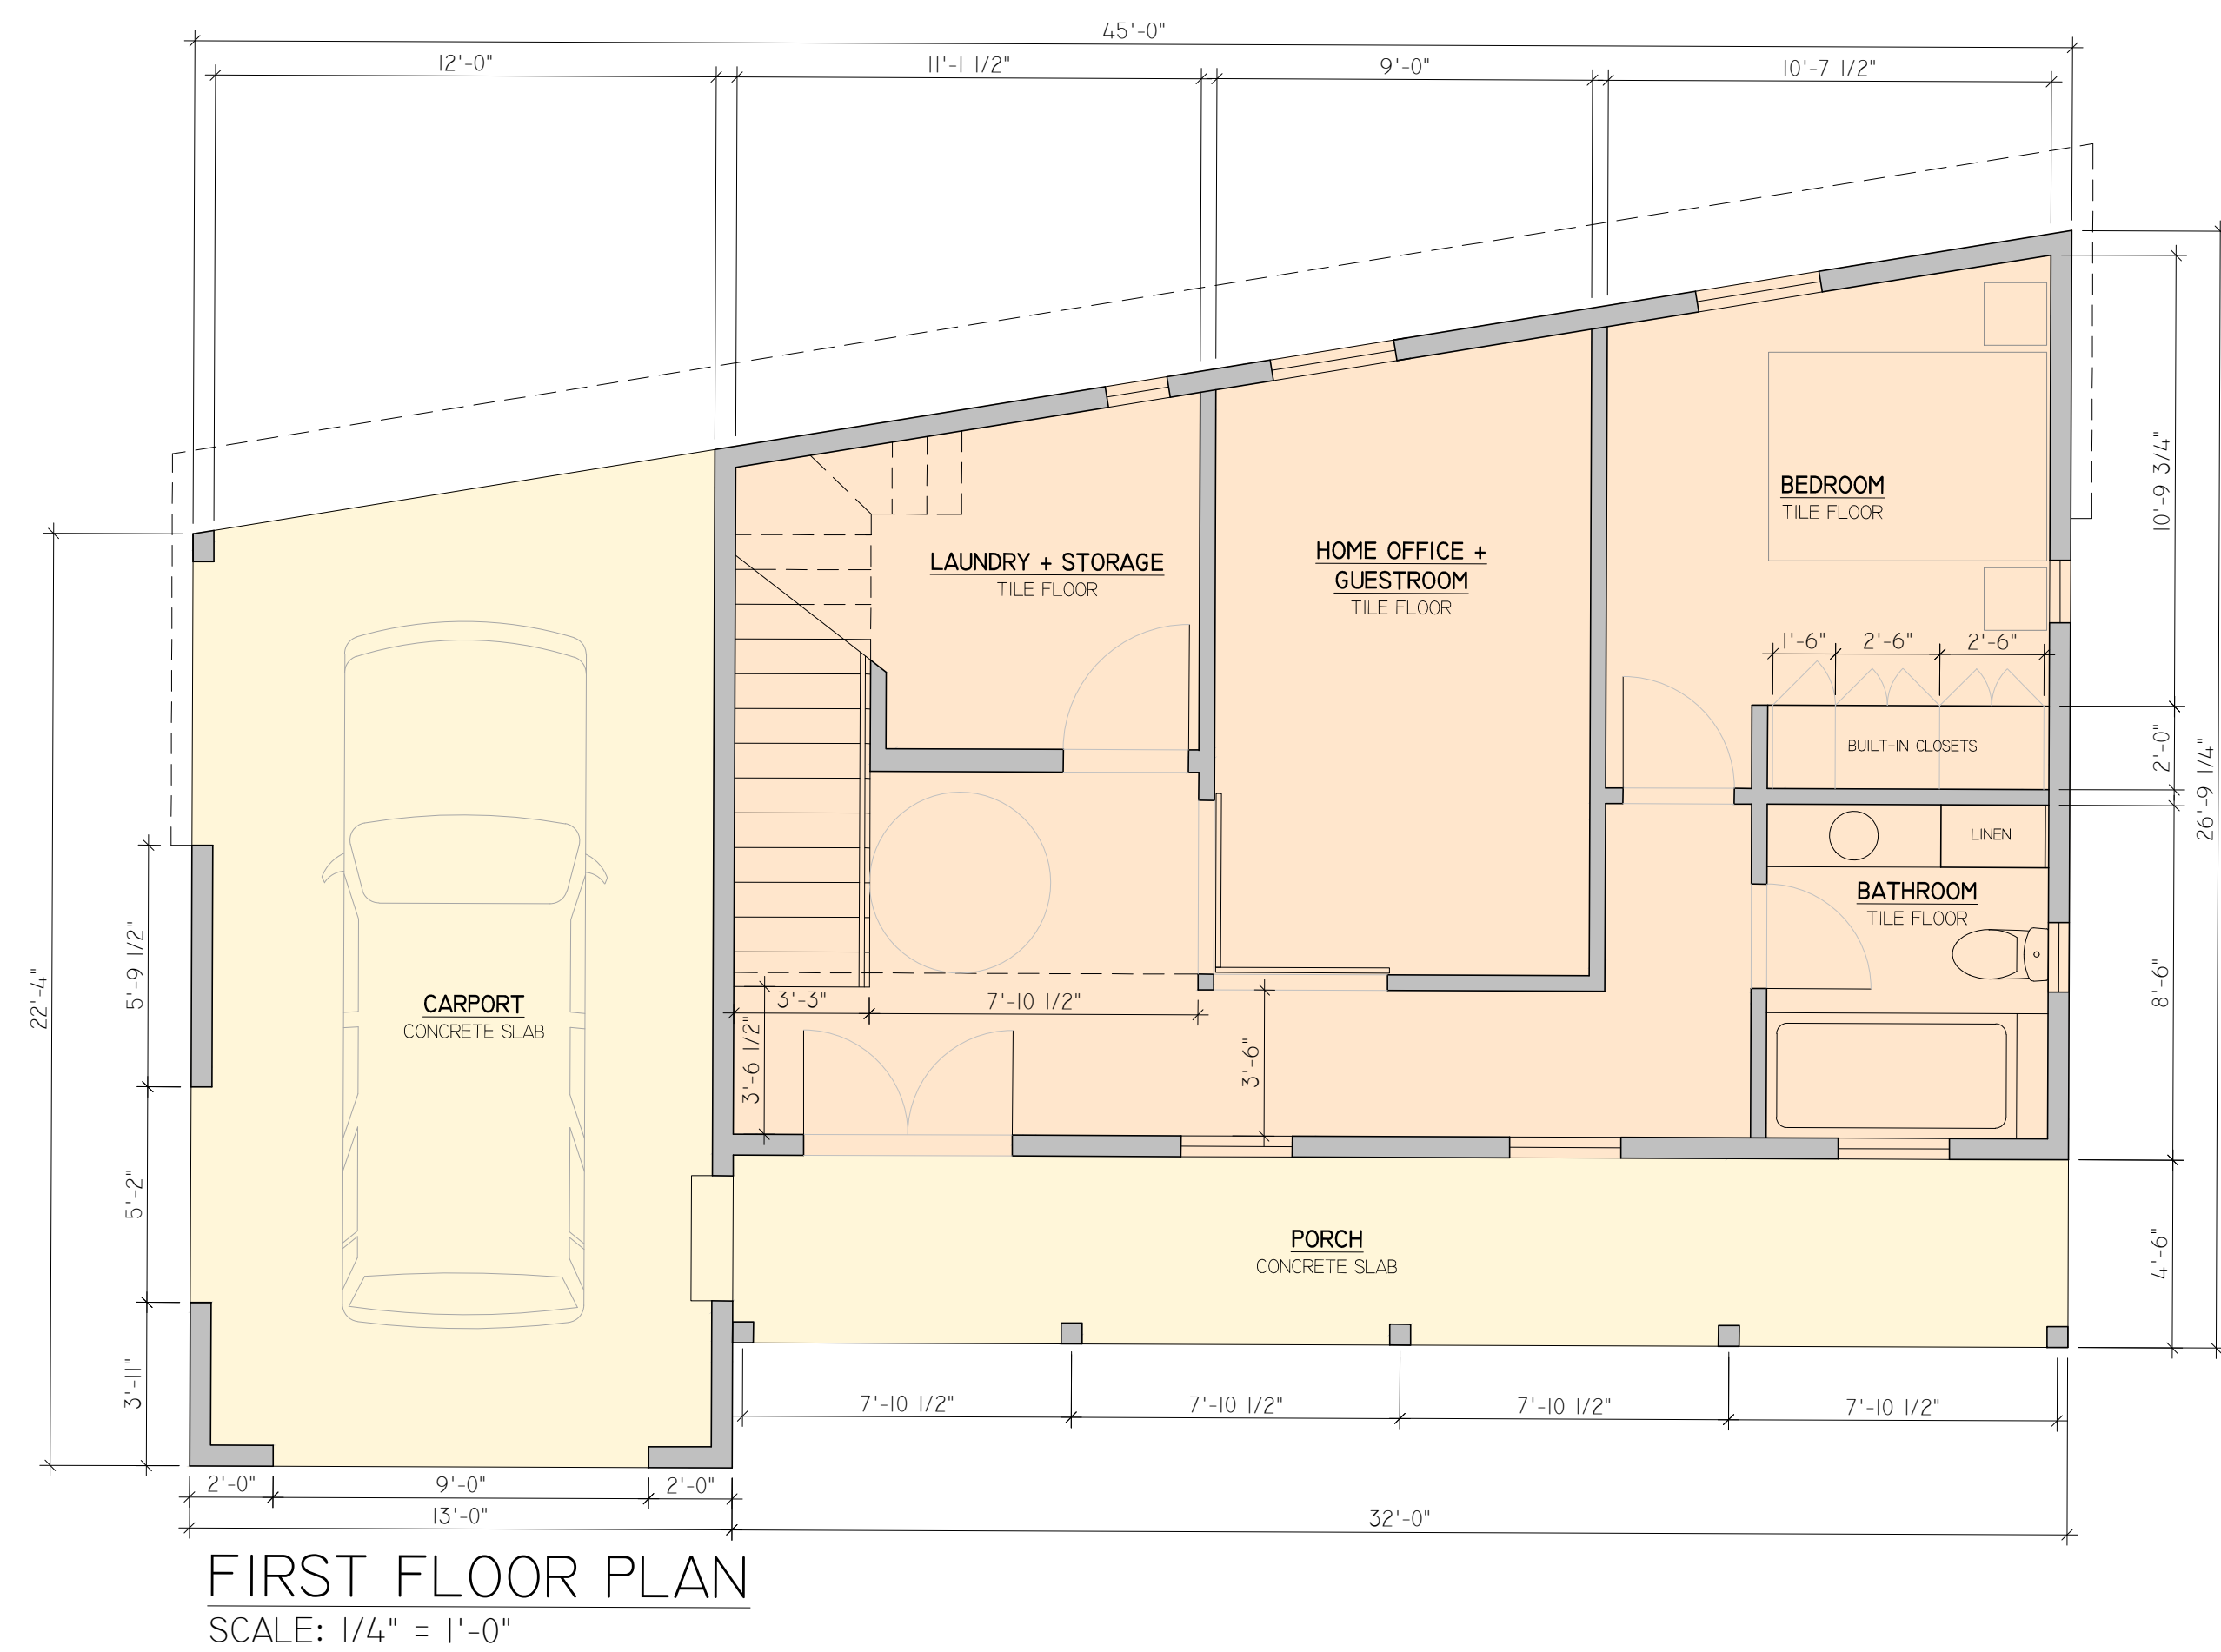 45'-0"
12'-0"
11'-1 1/2"
9'-0"
10'-7 1/2"
10'-9 3/4"
BEDROOM
TILE FLOOR
HOME OFFICE +
GUESTROOM
TILE FLOOR
LAUNDRY + STORAGE
TILE FLOOR
1'-6"
2'-6"
2'-6"
BUILT-IN CLOSETS
2'-0"
26'-9 1/4"
LINEN
BATHROOM
TILE FLOOR
8'-6"
22'-4"
5'-9 1/2"
CARPORT
CONCRETE SLAB
3'-3"
7'-10 1/2"
3'-6 1/2"
3'-6"
5'-2"
PORCH
CONCRETE SLAB
4'-6"
3'-11"
7'-10 1/2"
7'-10 1/2"
7'-10 1/2"
7'-10 1/2"
2'-0"
9'-0"
2'-0"
13'-0"
32'-0"
FIRST FLOOR PLAN
SCALE: 1/4" = 1'-0"